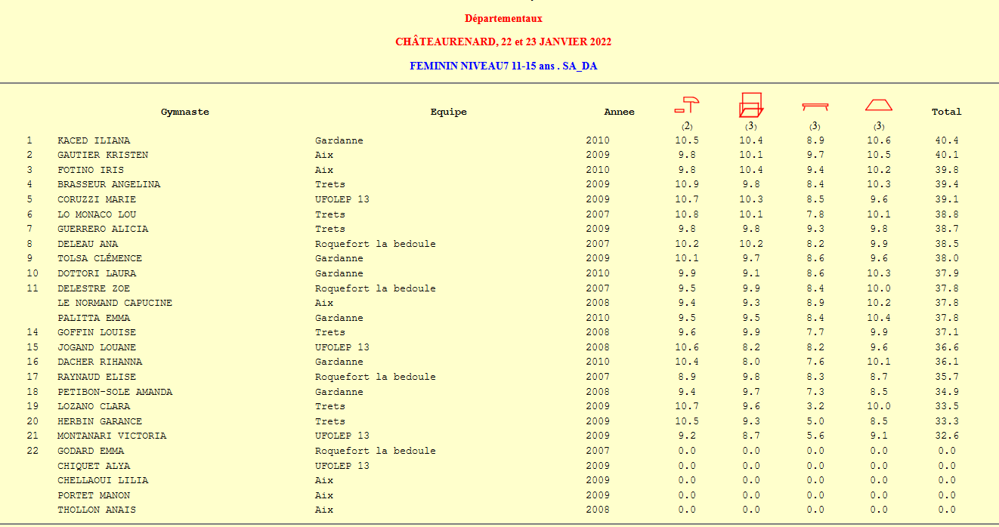 Départementaux
CHÂTEAURENARD, 22 et 23 JANVIER 2022
FEMININ NIVEAU7 11-15 ans . SA_DA
Gymnaste Equipe Annee Total
(2) (3) (3) (3)
1 KACED ILIANA Gardanne 2010 10.5 10.4 8.9 10.6 40.4
2 GAUTIER KRISTEN Aix 2009 9.8 10.1 9.7 10.5 40.1
3 FOTINO IRIS Aix 2010 9.8 10.4 9.4 10.2 39.8
4 BRASSEUR ANGELINA Trets 2009 10.9 9.8 8.4 10.3 39.4
5 CORUZZI MARIE UFOLEP 13 2009 10.7 10.3 8.5 9.6 39.1
6 LO MONACO LOU Trets 2007 10.8 10.1 7.8 10.1 38.8
7 GUERRERO ALICIA Trets 2009 9.8 9.8 9.3 9.8 38.7
8 DELEAU ANA Roquefort la bedoule 2007 10.2 10.2 8.2 9.9 38.5
9 TOLSA CLÉMENCE Gardanne 2009 10.1 9.7 8.6 9.6 38.0
10 DOTTORI LAURA Gardanne 2010 9.9 9.1 8.6 10.3 37.9
11 DELESTRE ZOE Roquefort la bedoule 2007 9.5 9.9 8.4 10.0 37.8
LE NORMAND CAPUCINE Aix 2008 9.4 9.3 8.9 10.2 37.8
PALITTA EMMA Gardanne 2010 9.5 9.5 8.4 10.4 37.8
14 GOFFIN LOUISE Trets 2008 9.6 9.9 7.7 9.9 37.1
15 JOGAND LOUANE UFOLEP 13 2008 10.6 8.2 8.2 9.6 36.6
16 DACHER RIHANNA Gardanne 2010 10.4 8.0 7.6 10.1 36.1
17 RAYNAUD ELISE Roquefort la bedoule 2007 8.9 9.8 8.3 8.7 35.7
18 PETIBON-SOLE AMANDA Gardanne 2008 9.4 9.7 7.3 8.5 34.9
19 LOZANO CLARA Trets 2009 10.7 9.6 3.2 10.0 33.5
20 HERBIN GARANCE Trets 2009 10.5 9.3 5.0 8.5 33.3
21 MONTANARI VICTORIA UFOLEP 13 2009 9.2 8.7 5.6 9.1 32.6
22 GODARD EMMA Roquefort la bedoule 2007 0.0 0.0 0.0 0.0 0.0
CHIQUET ALYA UFOLEP 13 2009 0.0 0.0 0.0 0.0 0.0
CHELLAOUI LILIA Aix 2009 0.0 0.0 0.0 0.0 0.0
PORTET MANON Aix 2009 0.0 0.0 0.0 0.0 0.0
THOLLON ANAIS Aix 2008 0.0 0.0 0.0 0.0 0.0